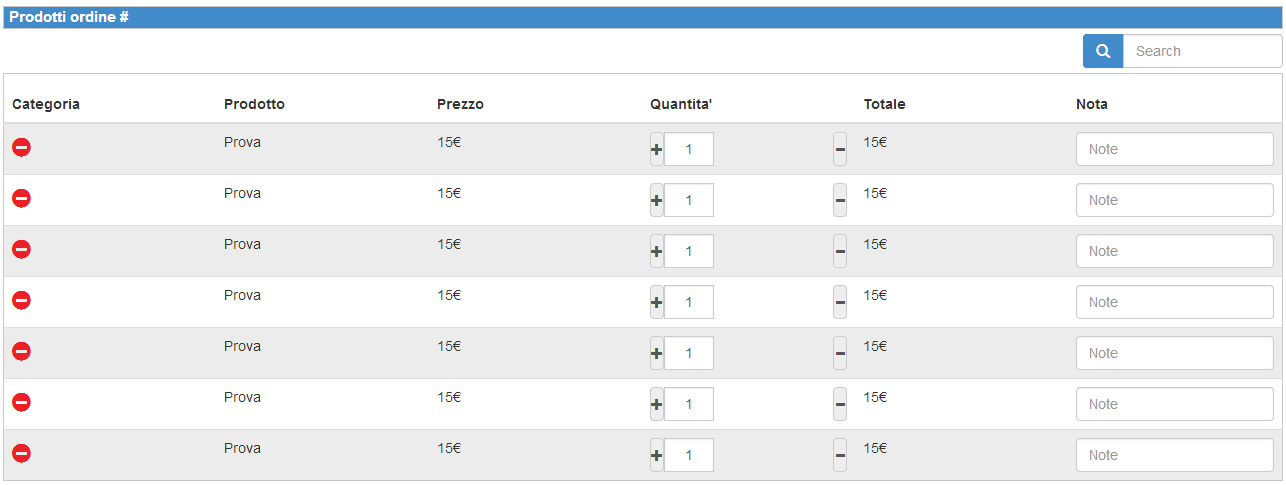 Prodotti ordine #
Search
Categoria Prodotto Prezzo Quantita' Totale Nota
Prova 15€ + 1 - 15€ Note
Prova 15€ + 1 - 15€ Note
Prova 15€ + 1 - 15€ Note
Prova 15€ + 1 - 15€ Note
Prova 15€ + 1 - 15€ Note
Prova 15€ + 1 - 15€ Note
Prova 15€ + 1 - 15€ Note